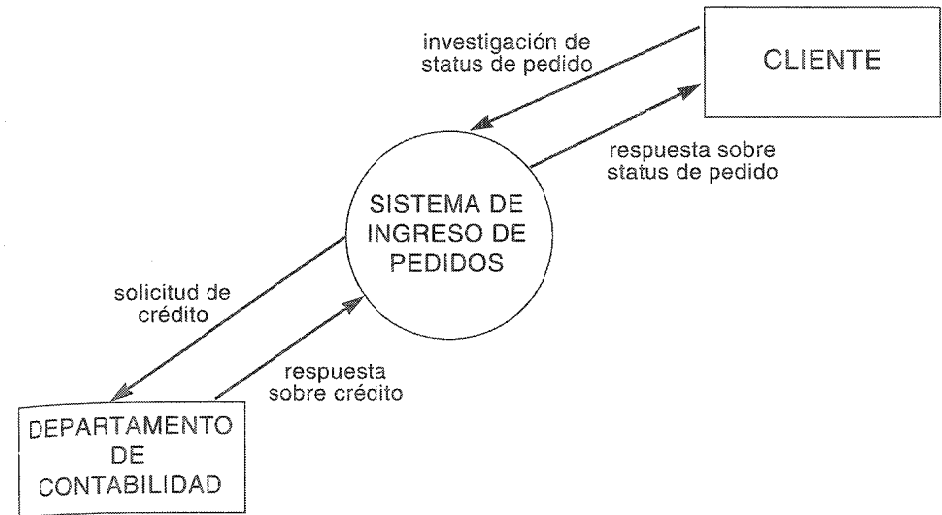 investigación de
status de pedido
CLIENTE
respuesta sobre
status de pedido
SISTEMA DE
INGRESO DE
PEDIDOS
solicitud de
crédito
respuesta
sobre crécito
DEPARTAMENTO
DE
CONTABILIDAD